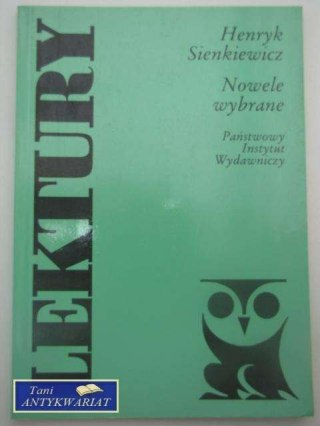 LEKTURY
Henryk
Sienkiewicz
Nowele
wybrane
Państwowy
Instytut
Wydawniczy
Tani
ANTYKWARIAT